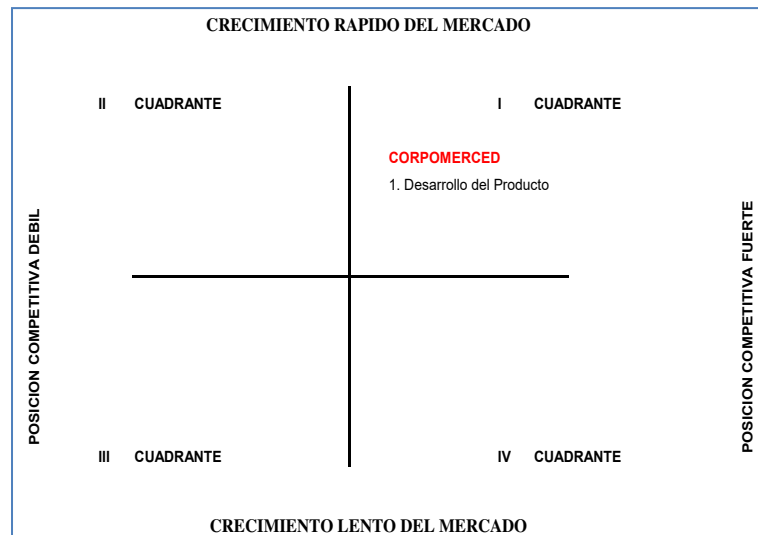 CRECIMIENTO RAPIDO DEL MERCADO
II CUADRANTE
I CUADRANTE
CORPOMERCED
1. Desarrollo del Producto
POSICION COMPETITIVA DEBIL
POSICION COMPETITIVA FUERTE
III CUADRANTE
IV CUADRANTE
CRECIMIENTO LENTO DEL MERCADO